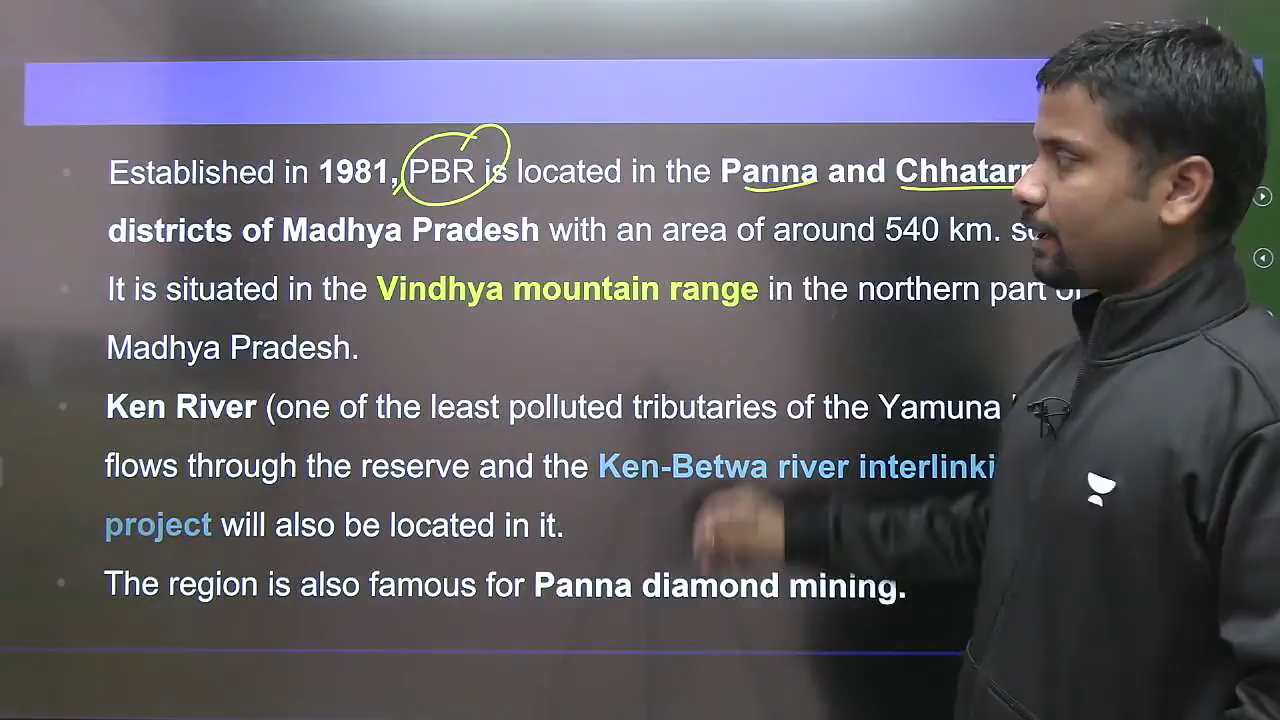 Established in 1981, PBR is located in the Panna and
districts of Madhya Pradesh with an area of around 540 km.
It is situated in the Vindhya mountain range in the northern part
Madhya Pradesh.
Ken River (one of the least polluted tributaries of the Yamuna
flows through the reserve and the Ken-Betwa river
project will also be located in it.
The region is also famous for Panna diamond mining.